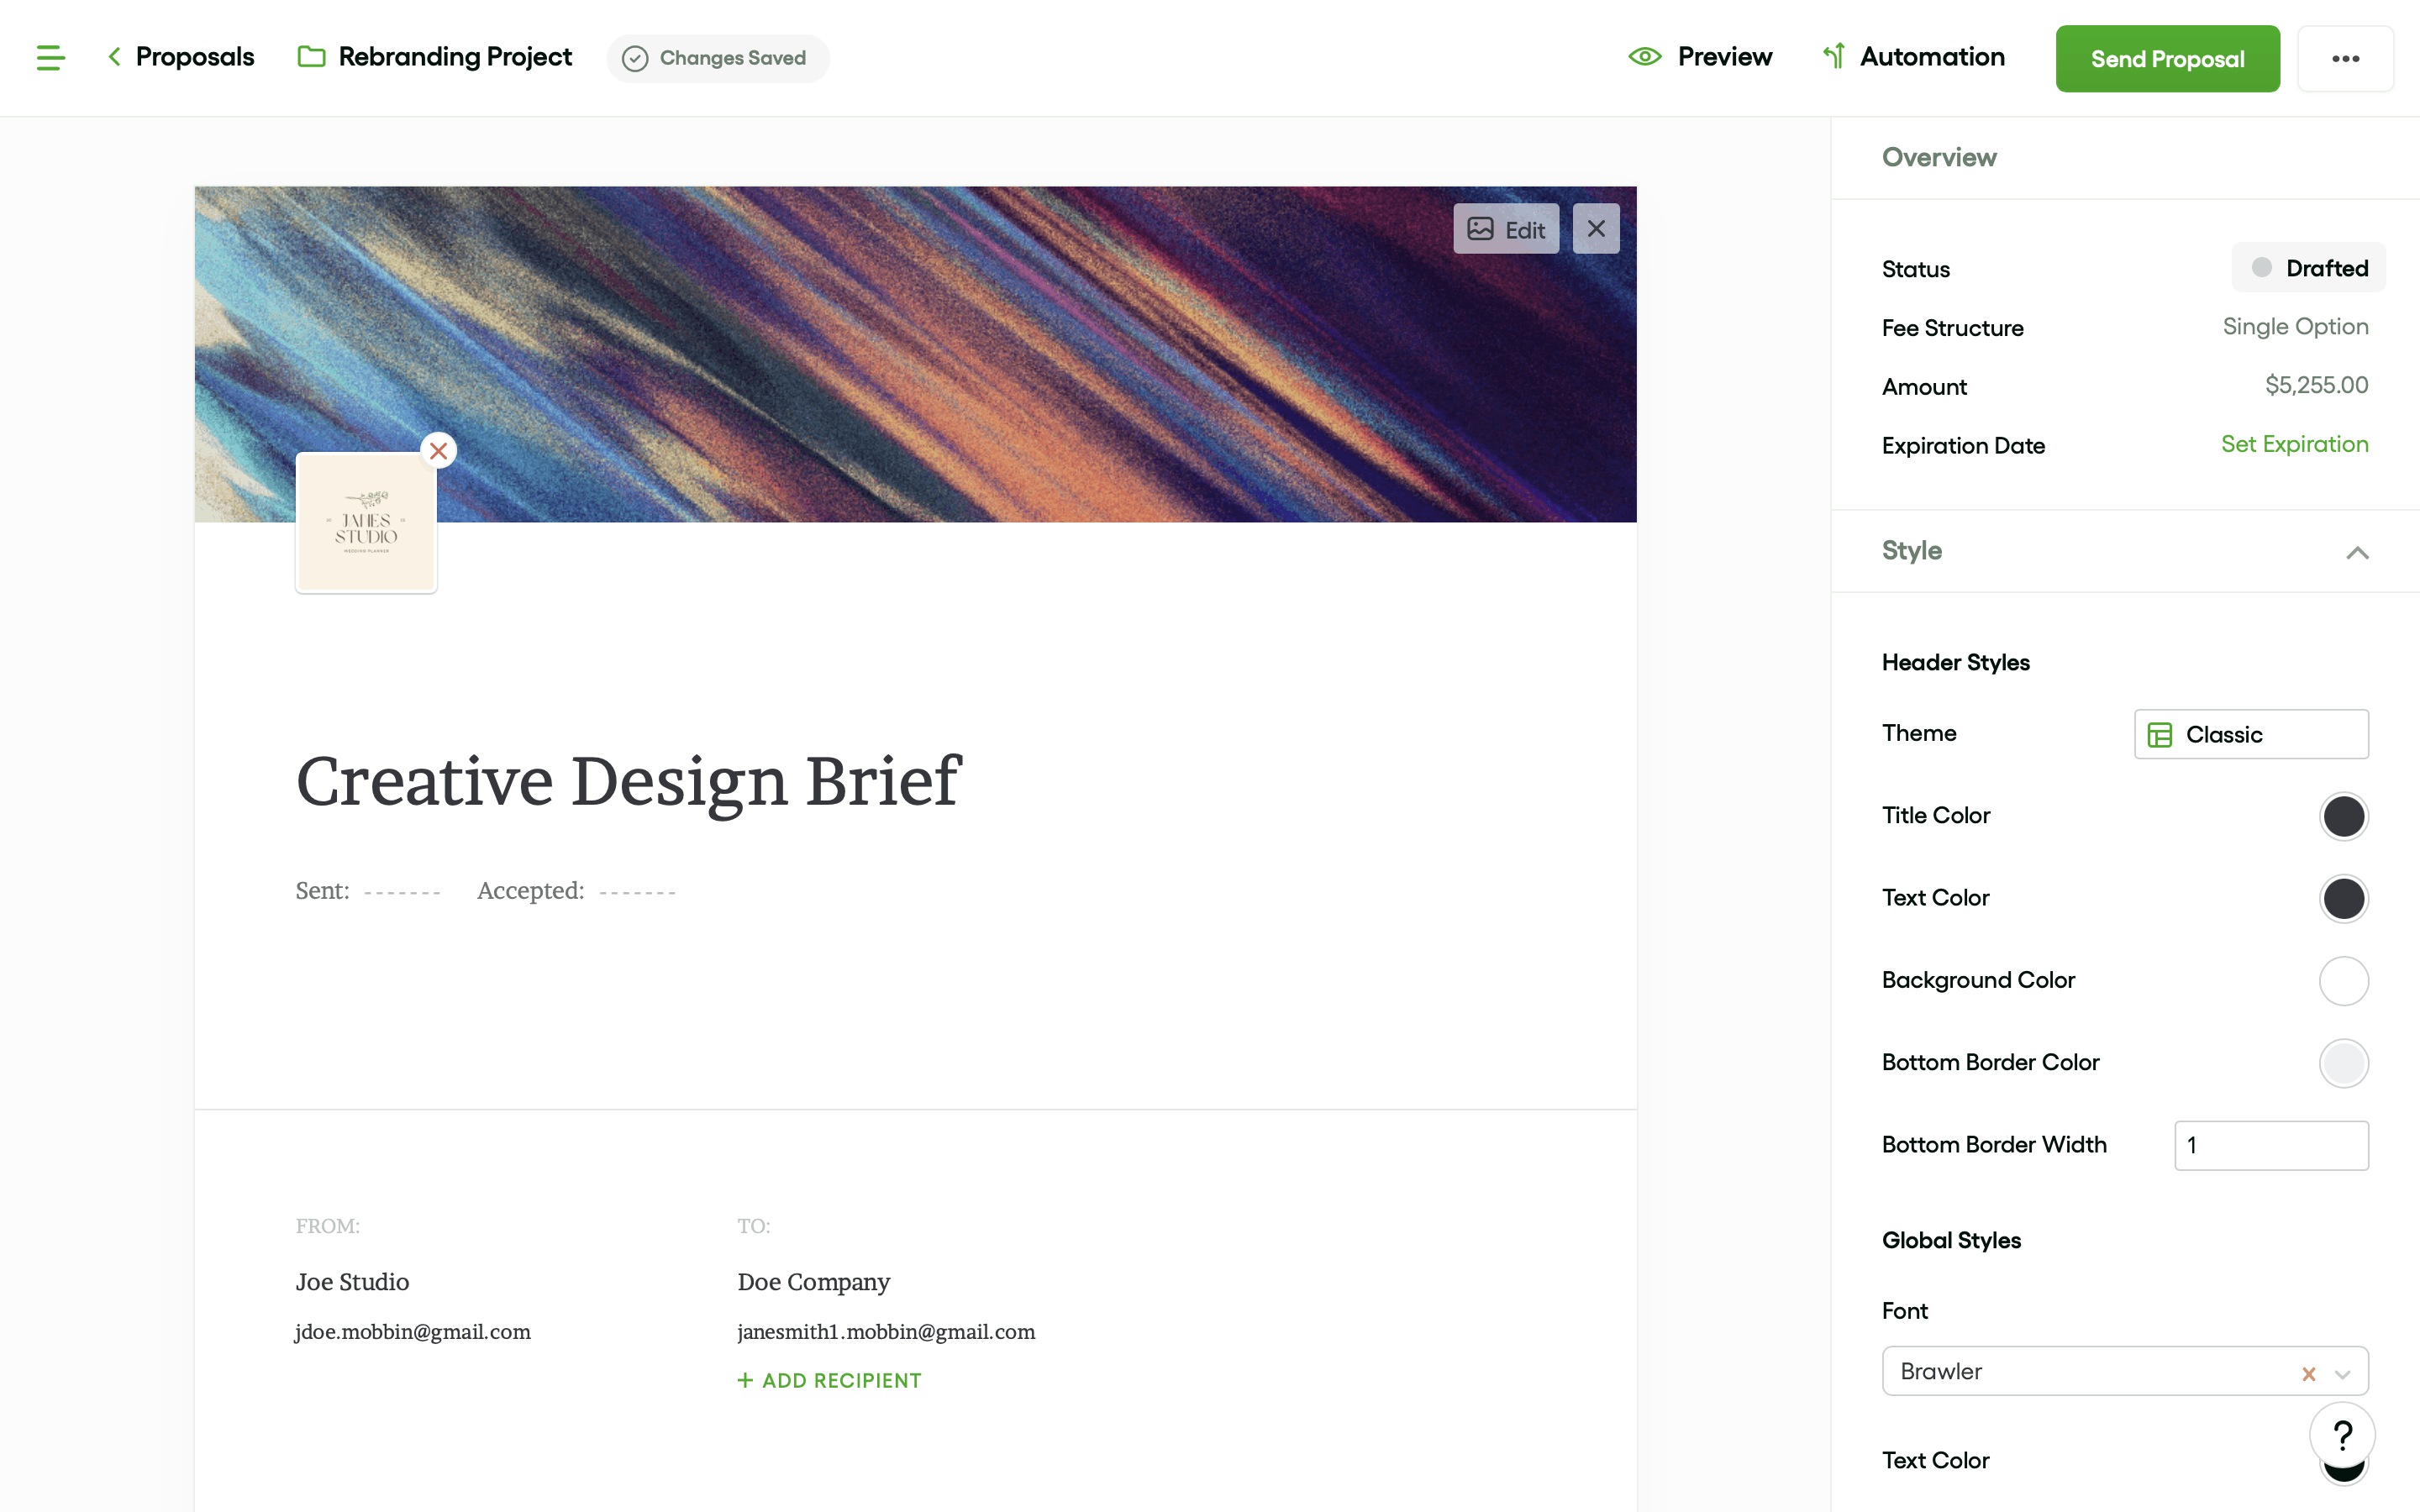 Proposals
Rebranding Project
Changes Saved
Preview
Automation
Send Proposal
Edit
JANES
STUDIO
WEDDING PLANNER
Creative Design Brief
Sent: -------
Accepted: -------
FROM:
Joe Studio
jdoe.mobbin@gmail.com
TO:
Doe Company
janesmith1.mobbin@gmail.com
+ ADD RECIPIENT
Overview
Status
Drafted
Fee Structure
Single Option
Amount
$5,255.00
Expiration Date
Set Expiration
Style
Header Styles
Theme
Classic
Title Color
Text Color
Background Color
Bottom Border Color
Bottom Border Width
1
Global Styles
Font
Brawler
?
Text Color